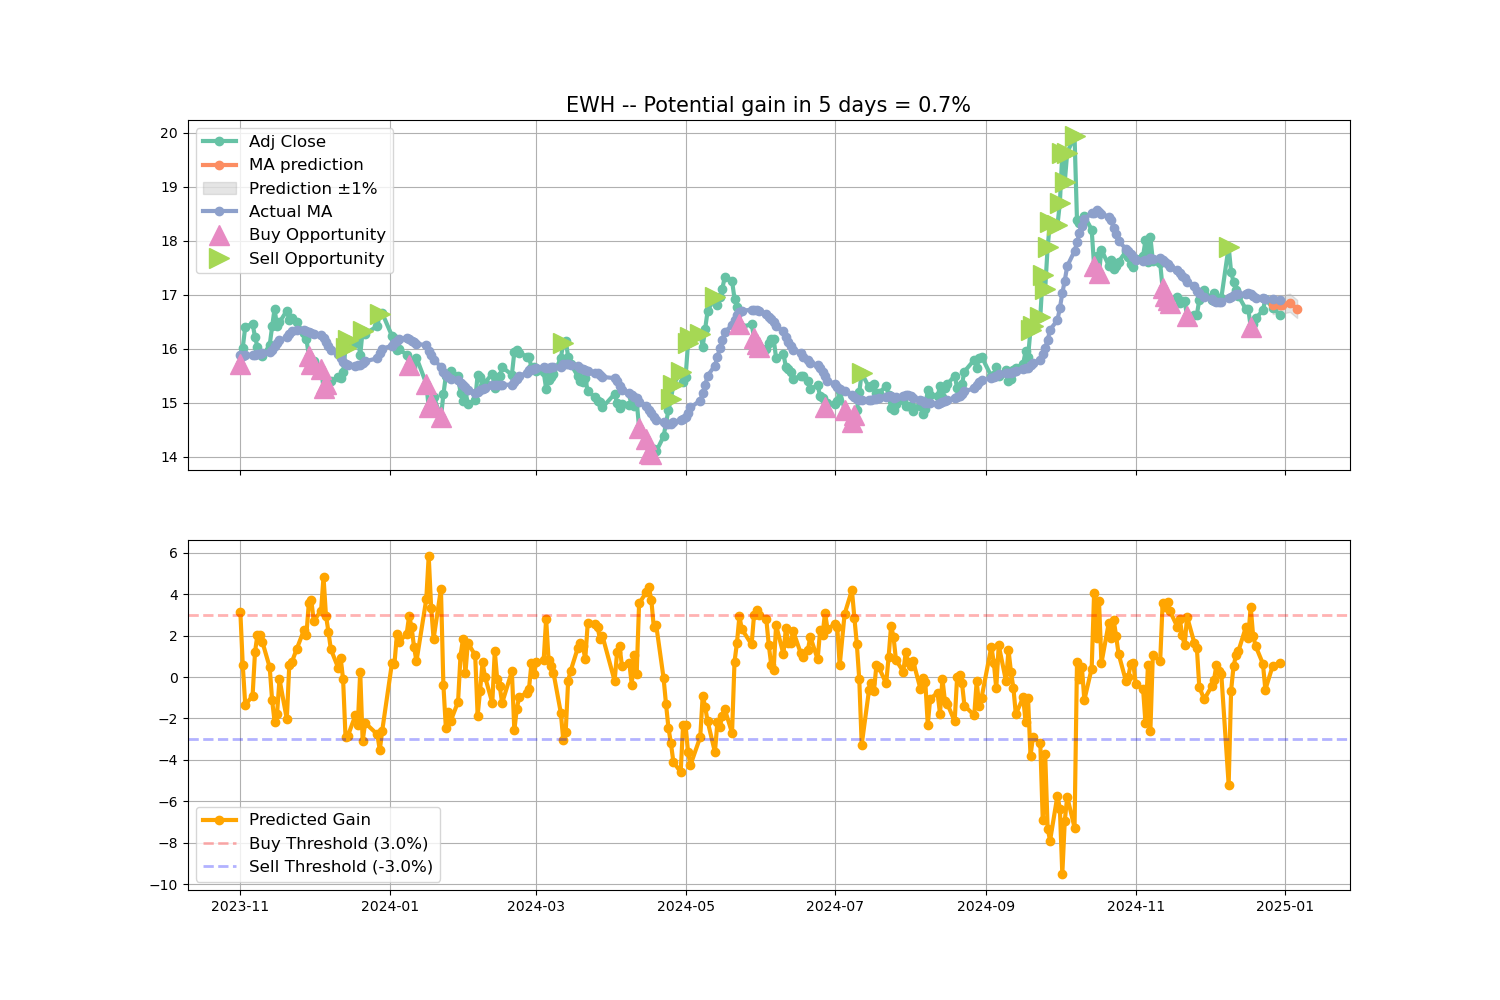 EWH -- Potential gain in 5 days = 0.7%
20
19
18
17
16
15
14
Adj Close
MA prediction
Prediction ±1%
Actual MA
Buy Opportunity
Sell Opportunity
6
4
2
0
−2
−4
−6
−8
−10
Predicted Gain
Buy Threshold (3.0%)
Sell Threshold (-3.0%)
2023-11 2024-01 2024-03 2024-05 2024-07 2024-09 2024-11 2025-01